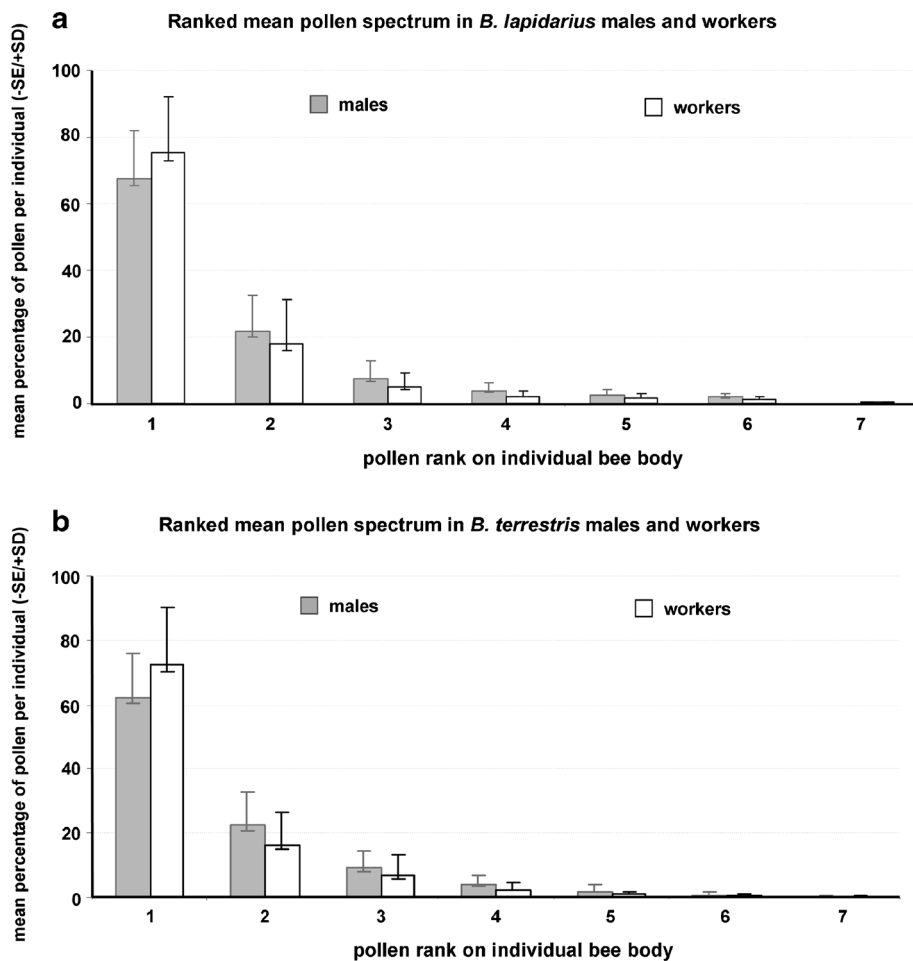 a
Ranked mean pollen spectrum in B. lapidarius males and workers
mean percentage of pollen per individual (-SE/+SD)
100
80
60
40
20
0
males
workers
1 2 3 4 5 6 7
pollen rank on individual bee body
b
Ranked mean pollen spectrum in B. terrestris males and workers
mean percentage of pollen per individual (-SE/+SD)
100
80
60
40
20
0
males
workers
1 2 3 4 5 6 7
pollen rank on individual bee body